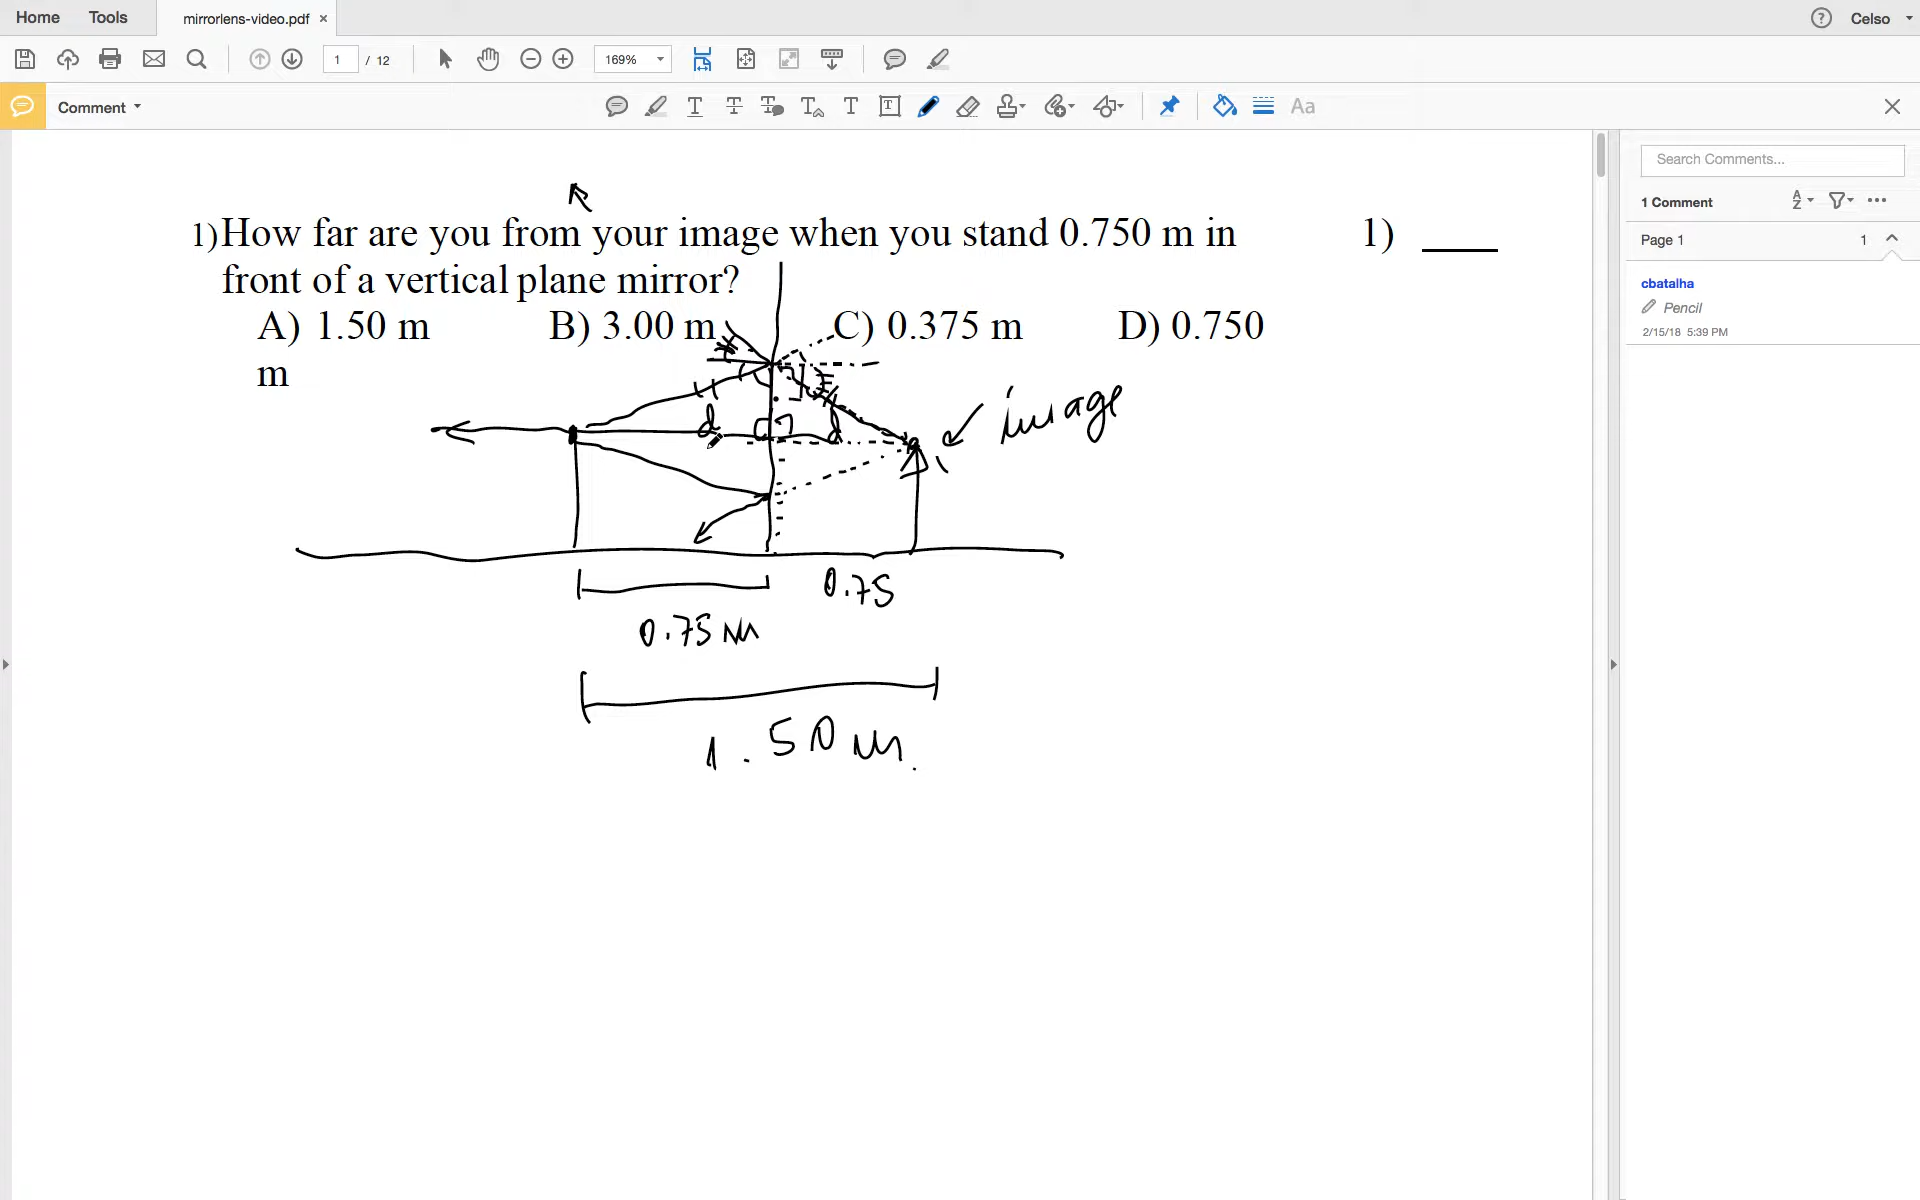 Home Tools mirrorlens-video.pdf × ? Celso
1 / 12 169%
Comment T T T T T T Aa
Search Comments...
1 Comment A Z
Page 1 1
cbatalha
Pencil
2/15/18 5:39 PM
1) How far are you from your image when you stand 0.750 m in 1) ____
front of a vertical plane mirror?
A) 1.50 m B) 3.00 m C) 0.375 m D) 0.750
m
image
d d
0.75
0.75 m
1.50 m.